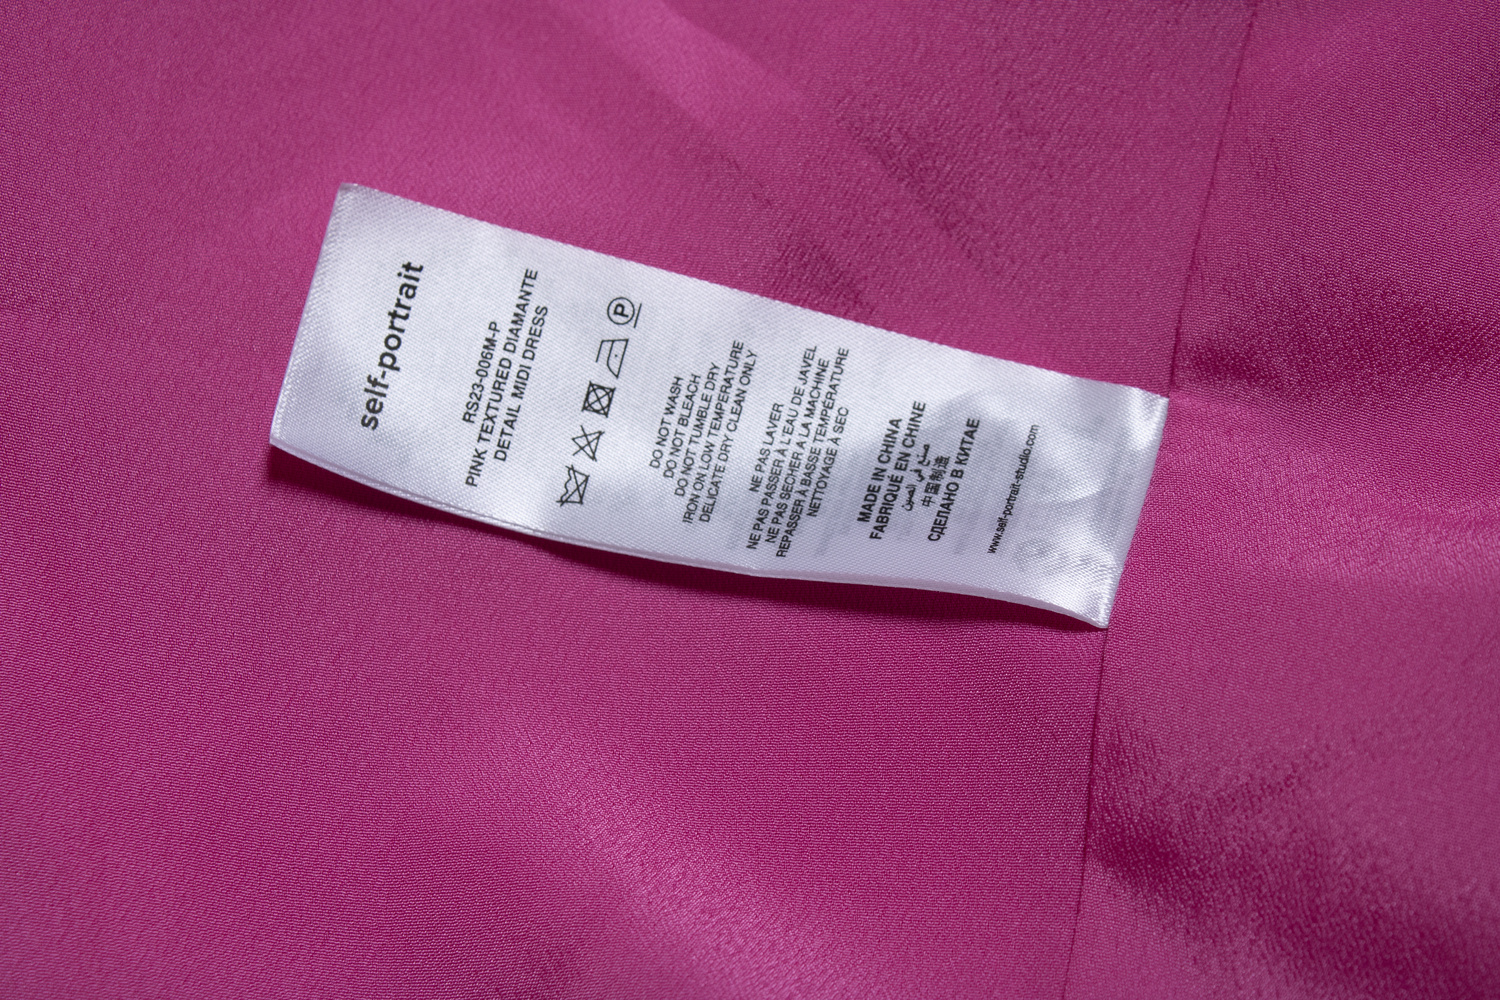 self-portrait
RS23-006M-P
PINK TEXTURED DIAMANTE
DETAIL MIDI DRESS
P
DO NOT WASH
DO NOT BLEACH
DO NOT TUMBLE DRY
IRON ON LOW TEMPERATURE
DELICATE DRY CLEAN ONLY
NE PAS LAVER
NE PAS PASSER À L'EAU DE JAVEL
NE PAS SECHER A LA MACHINE
REPASSER À BASSE TEMPÉRATURE
NETTOYAGE À SEC
MADE IN CHINA
FABRIQUÉ EN CHINE
صنع في الصين
中国制造
СДЕЛАНО В КИТАЕ
www.self-portrait-studio.com